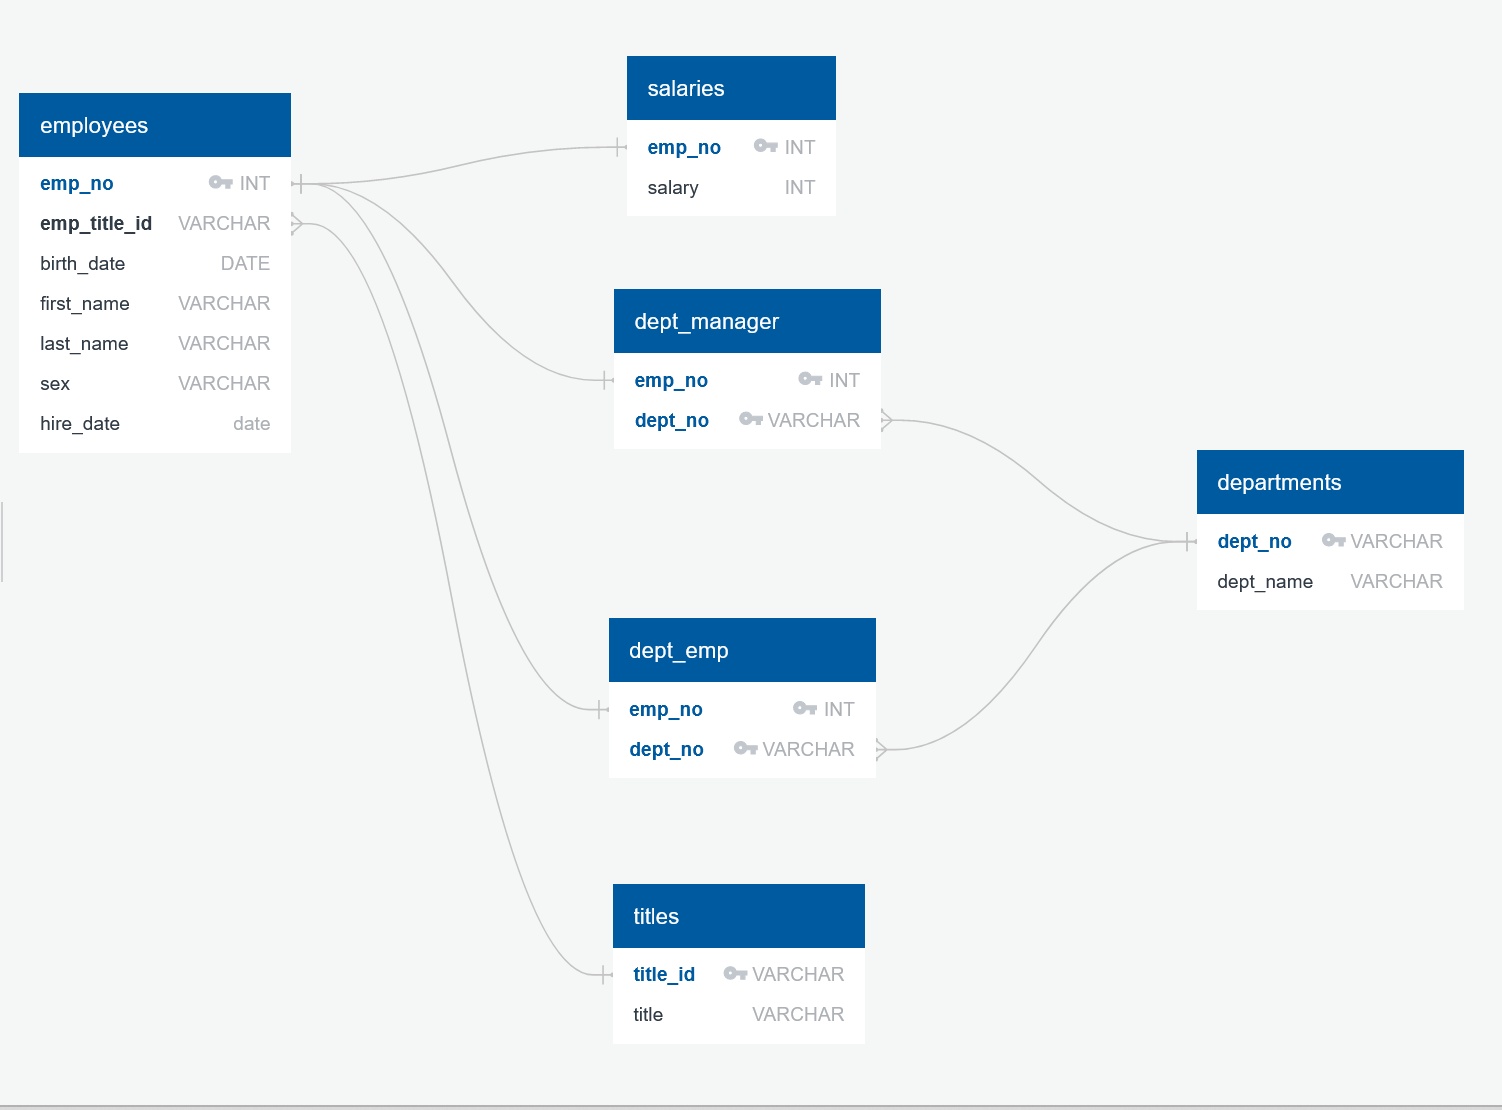 employees
emp_no INT
emp_title_id VARCHAR
birth_date DATE
first_name VARCHAR
last_name VARCHAR
sex VARCHAR
hire_date date
salaries
emp_no INT
salary INT
dept_manager
emp_no INT
dept_no VARCHAR
dept_emp
emp_no INT
dept_no VARCHAR
titles
title_id VARCHAR
title VARCHAR
departments
dept_no VARCHAR
dept_name VARCHAR